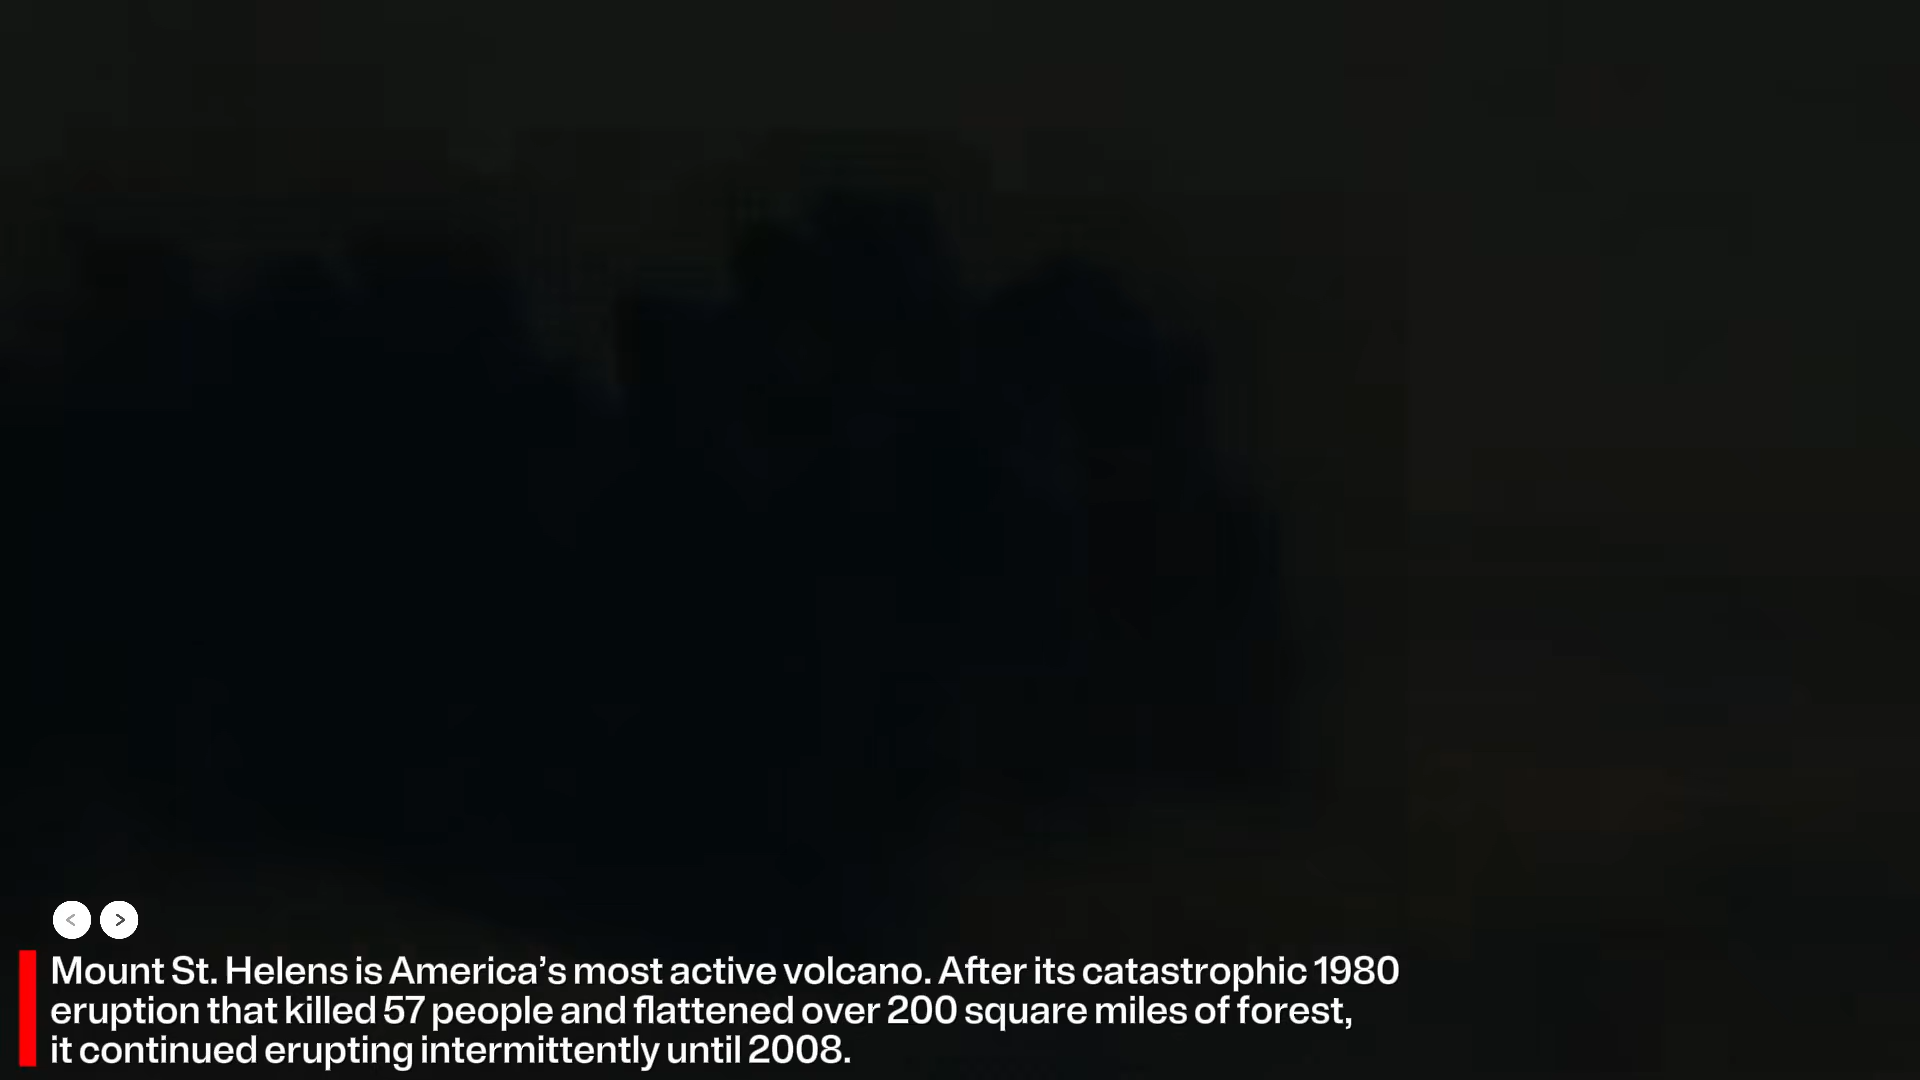 Mount St. Helens is America’s most active volcano. After its catastrophic 1980
eruption that killed 57 people and flattened over 200 square miles of forest,
it continued erupting intermittently until 2008.